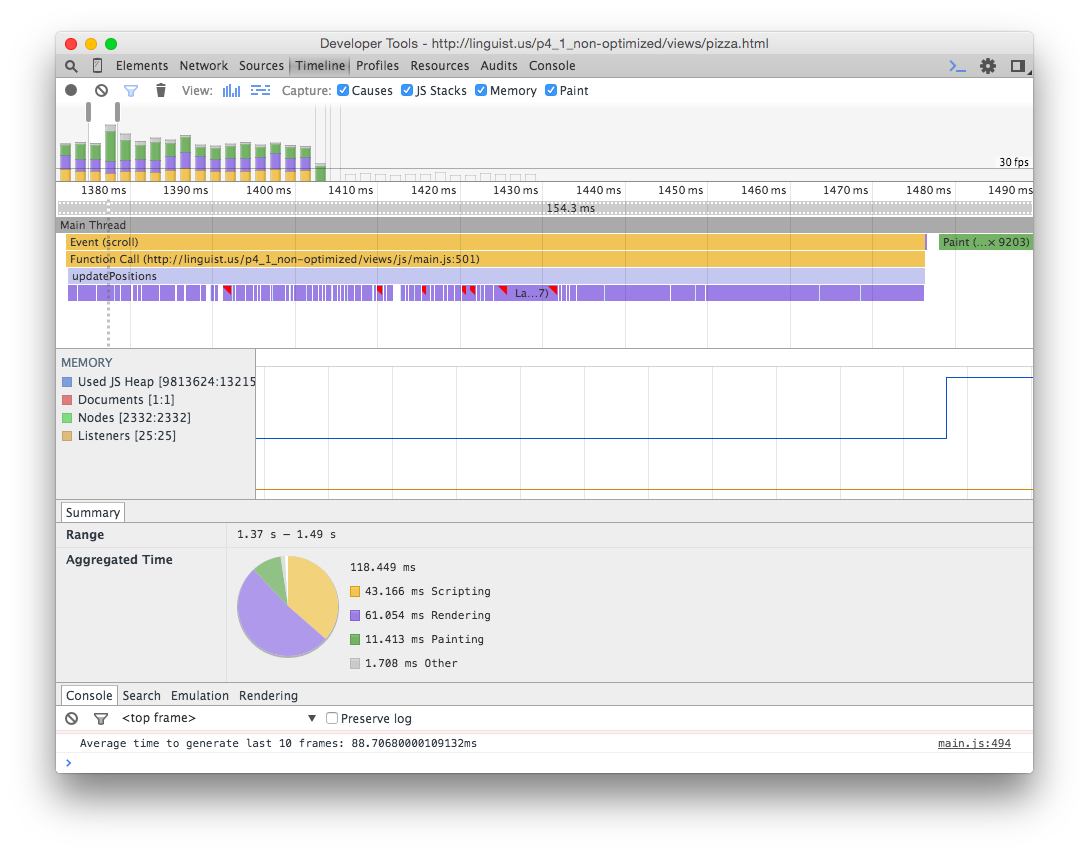 Developer Tools - http://linguist.us/p4_1_non-optimized/views/pizza.html
Elements Network Sources Timeline Profiles Resources Audits Console
View: Capture: Causes JS Stacks Memory Paint
30 fps
1380 ms 1390 ms 1400 ms 1410 ms 1420 ms 1430 ms 1440 ms 1450 ms 1460 ms 1470 ms 1480 ms 1490 ms
154.3 ms
Main Thread
Event (scroll) Paint (...× 9203)
Function Call (http://linguist.us/p4_1_non-optimized/views/js/main.js:501)
updatePositions
La...7)
MEMORY
Used JS Heap [9813624:13215
Documents [1:1]
Nodes [2332:2332]
Listeners [25:25]
Summary
Range 1.37 s – 1.49 s
Aggregated Time
118.449 ms
43.166 ms Scripting
61.054 ms Rendering
11.413 ms Painting
1.708 ms Other
Console Search Emulation Rendering
<top frame> ▼ Preserve log
Average time to generate last 10 frames: 88.70680000109132ms main.js:494
>